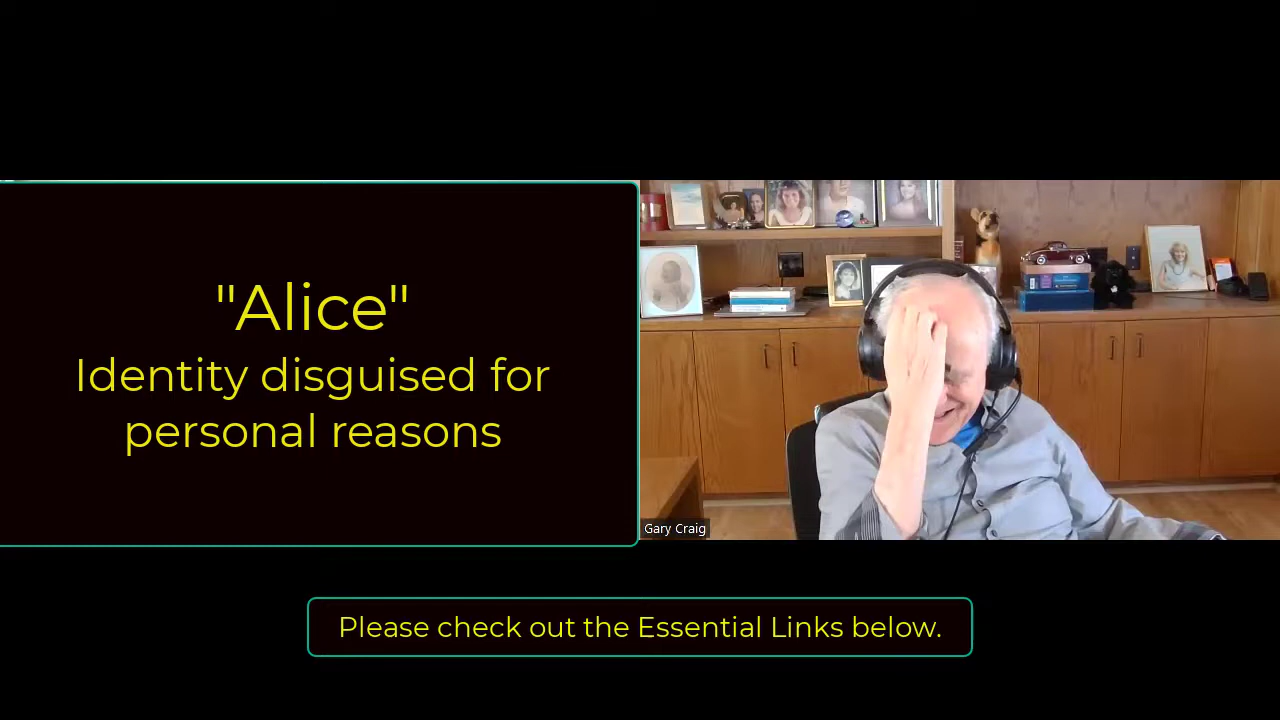 "Alice"
Identity disguised for
personal reasons
Gary Craig
Please check out the Essential Links below.